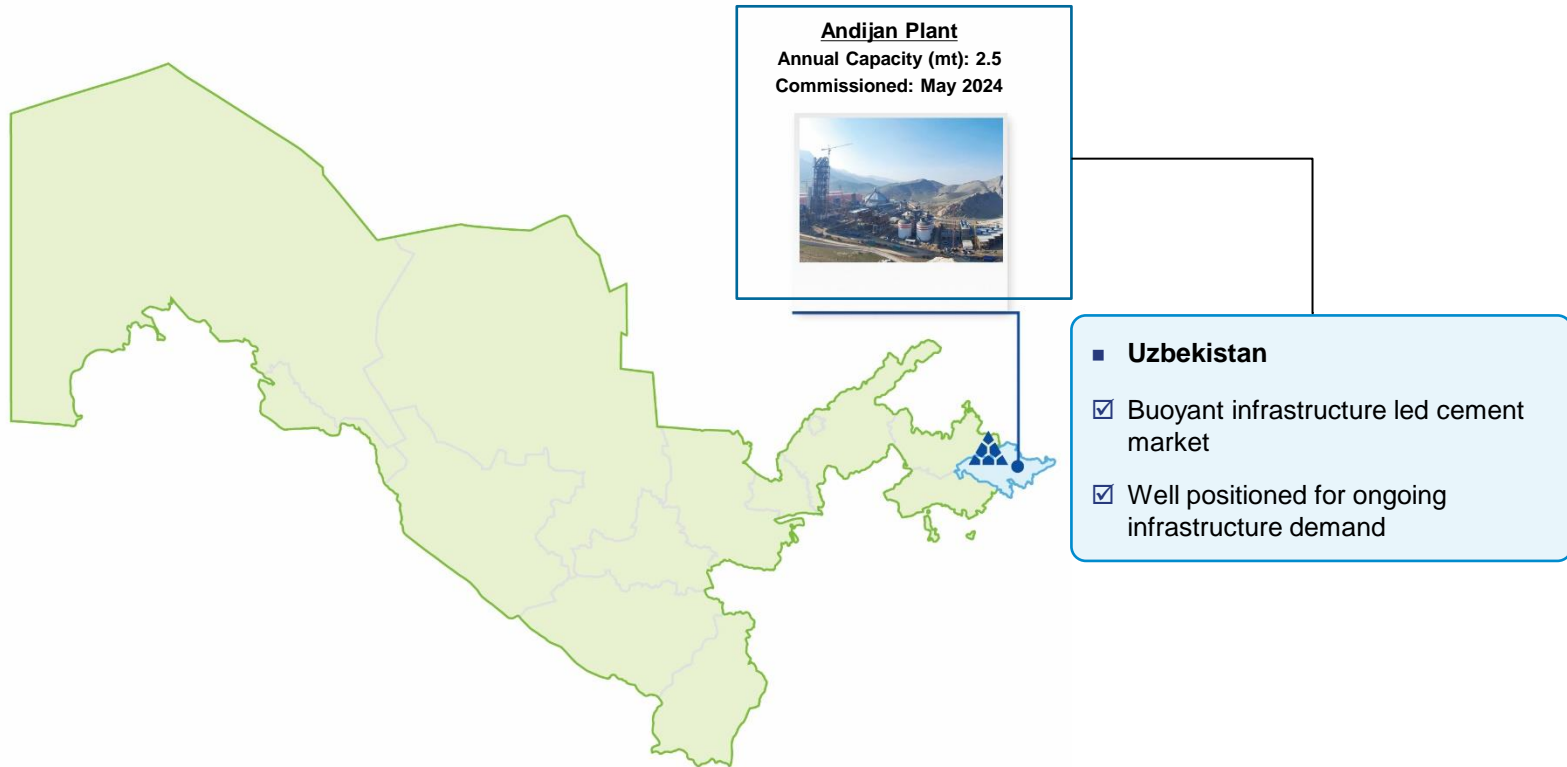 Andijan Plant
Annual Capacity (mt): 2.5
Commissioned: May 2024
Uzbekistan
Buoyant infrastructure led cement
market
Well positioned for ongoing
infrastructure demand